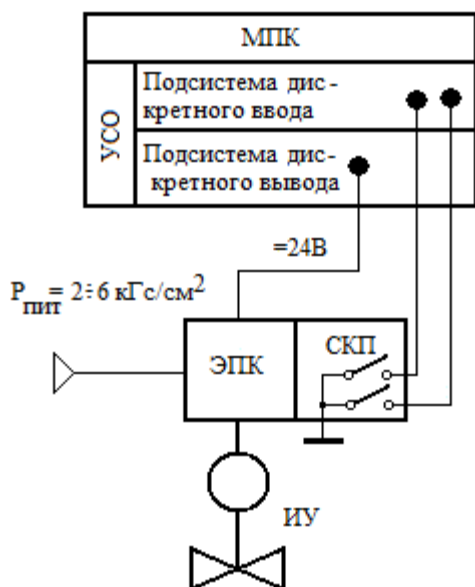 МПК
УСО
Подсистема дис-
кретного ввода
Подсистема дис-
кретного вывода
=24В
Pпит = 2÷6 кГс/см²
ЭПК
СКП
ИУ